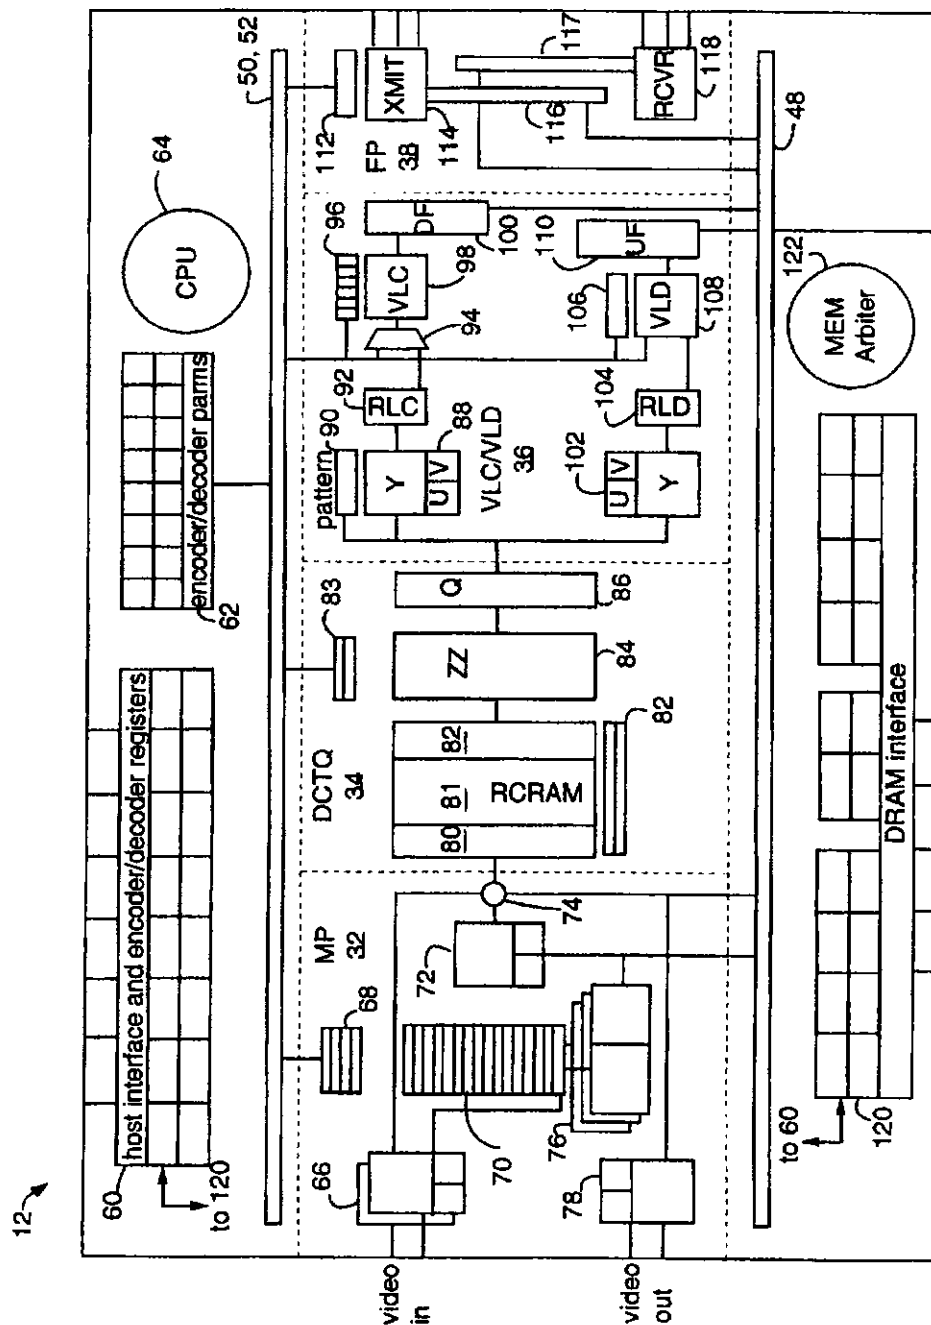 12
host interface and encoder/decoder registers
60
to 120
encoder/decoder parms
62
CPU
64
50, 52
video
in
video
out
MP
32
66
68
70
72
74
76
78
DCTQ
34
80
81
82
RCRAM
82
83
ZZ
84
Q
86
pattern
90
Y
U
V
88
VLC/VLD
36
U
V
Y
102
RLC
92
94
96
VLC
98
DF
100
RLD
104
106
VLD
108
UF
110
FP
38
112
XMIT
114
116
117
RCVR
118
48
to 60
120
DRAM interface
MEM
Arbiter
122